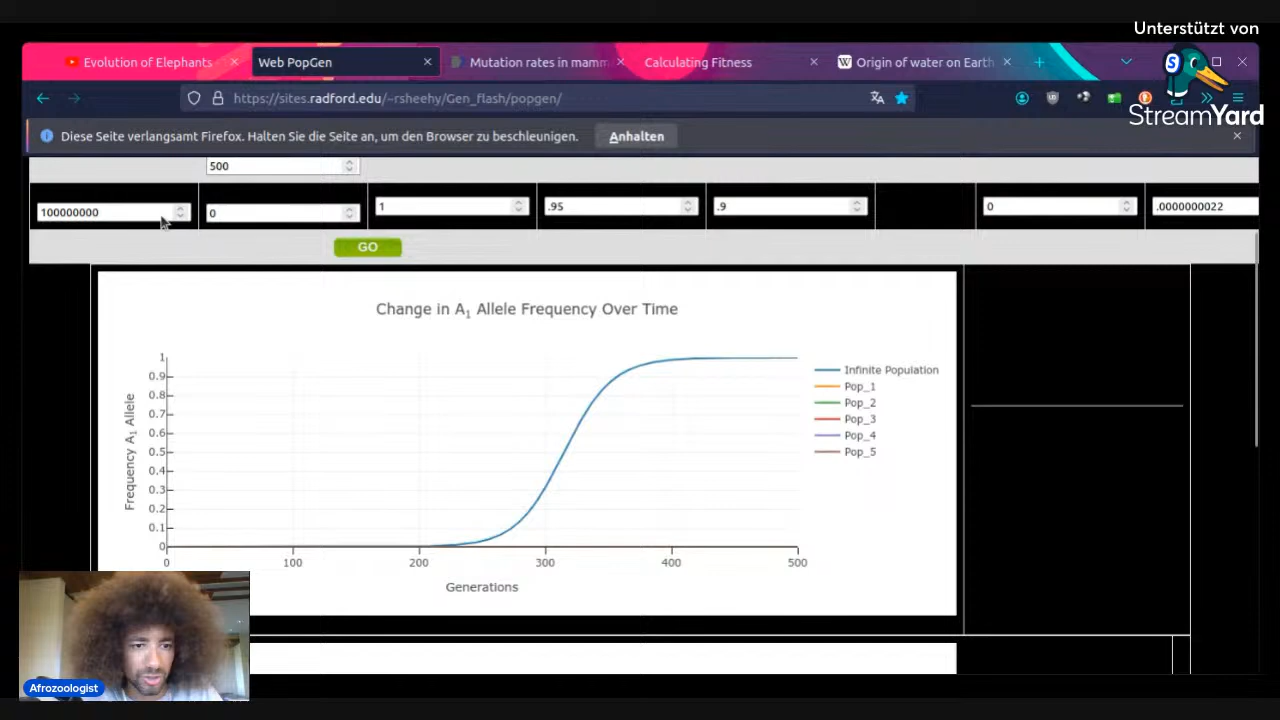 Unterstützt von
StreamYard
Evolution of Elephants
Web PopGen
Mutation rates in mamm
Calculating Fitness
Origin of water on Earth
https://sites.radford.edu/~rsheehy/Gen_flash/popgen/
Diese Seite verlangsamt Firefox. Halten Sie die Seite an, um den Browser zu beschleunigen.
Anhalten
500
100000000
0
1
.95
.9
0
.0000000022
GO
Change in A1 Allele Frequency Over Time
Frequency A1 Allele
1
0.9
0.8
0.7
0.6
0.5
0.4
0.3
0.2
0.1
0
0
100
200
300
400
500
Generations
Infinite Population
Pop_1
Pop_2
Pop_3
Pop_4
Pop_5
Afrozoologist